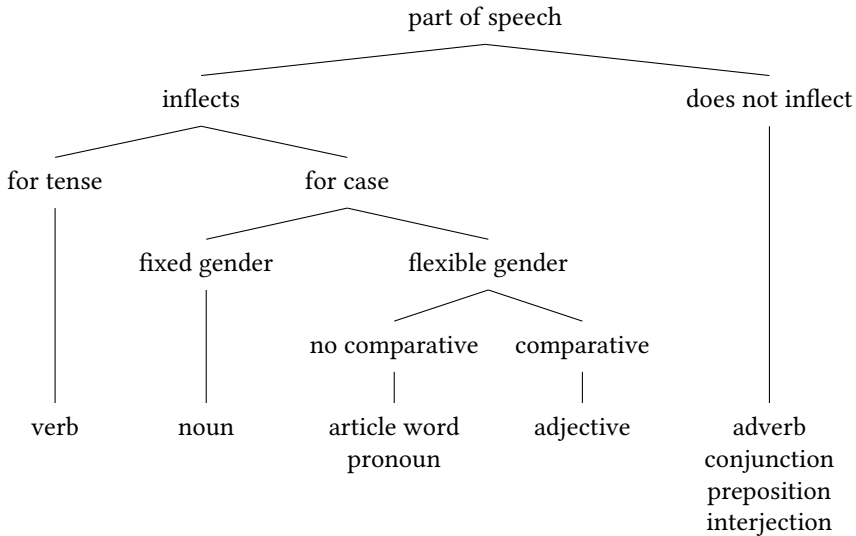 part of speech
inflects
does not inflect
for tense
for case
fixed gender
flexible gender
no comparative
comparative
verb
noun
article word
pronoun
adjective
adverb
conjunction
preposition
interjection